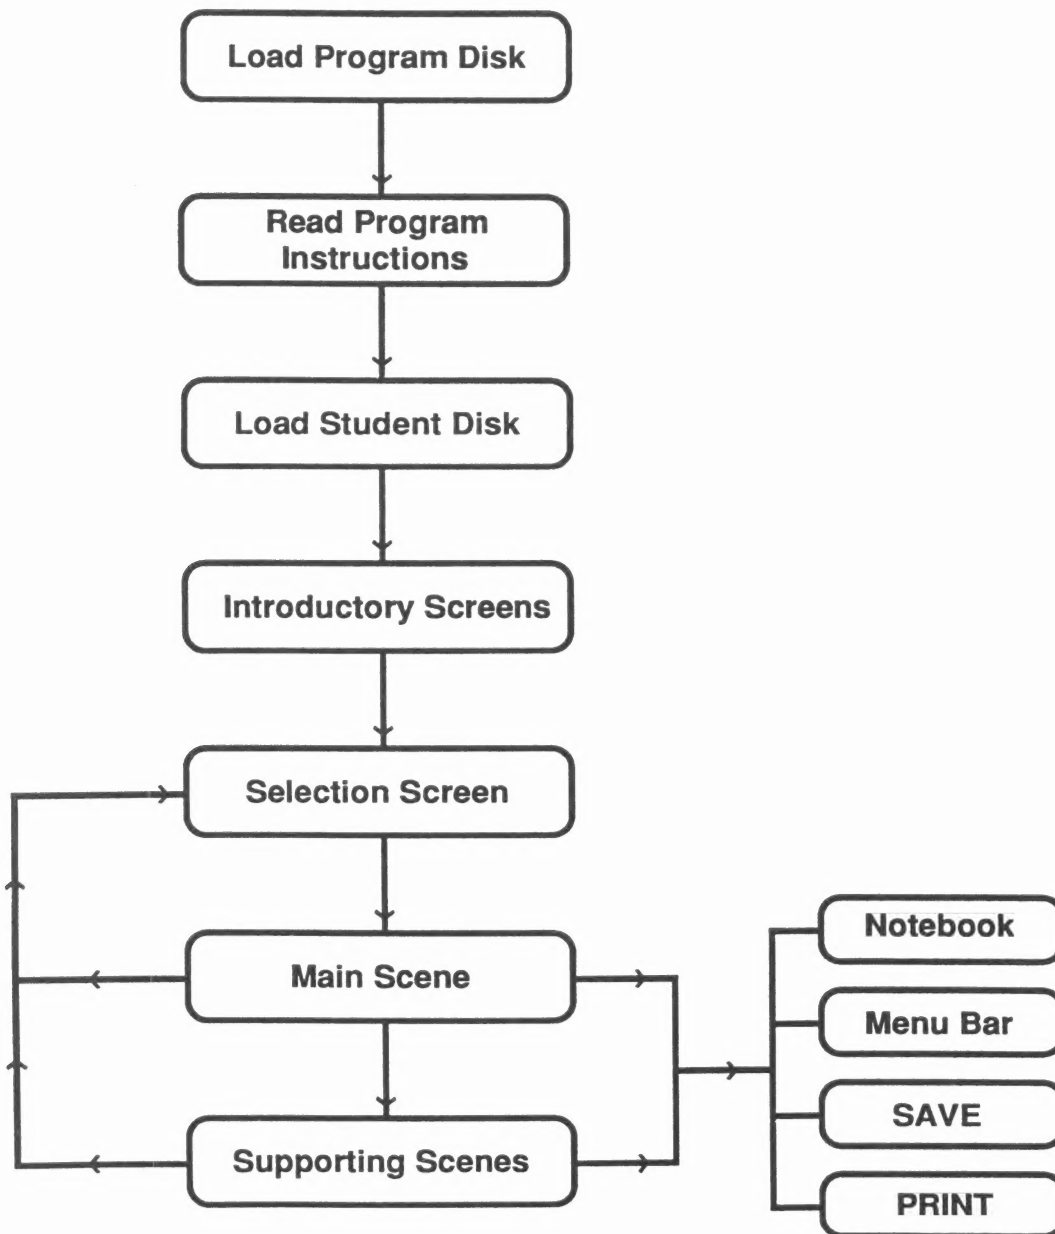 Load Program Disk
Read Program
Instructions
Load Student Disk
Introductory Screens
Selection Screen
Main Scene
Supporting Scenes
Notebook
Menu Bar
SAVE
PRINT